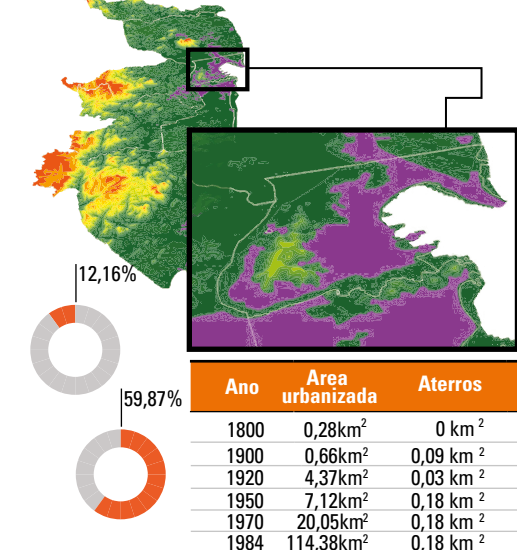 12,16%
59,87%
Ano Area urbanizada Aterros
1800 0,28km² 0 km ²
1900 0,66km² 0,09 km ²
1920 4,37km² 0,03 km ²
1950 7,12km² 0,18 km ²
1970 20,05km² 0,18 km ²
1984 114,38km² 0,18 km ²